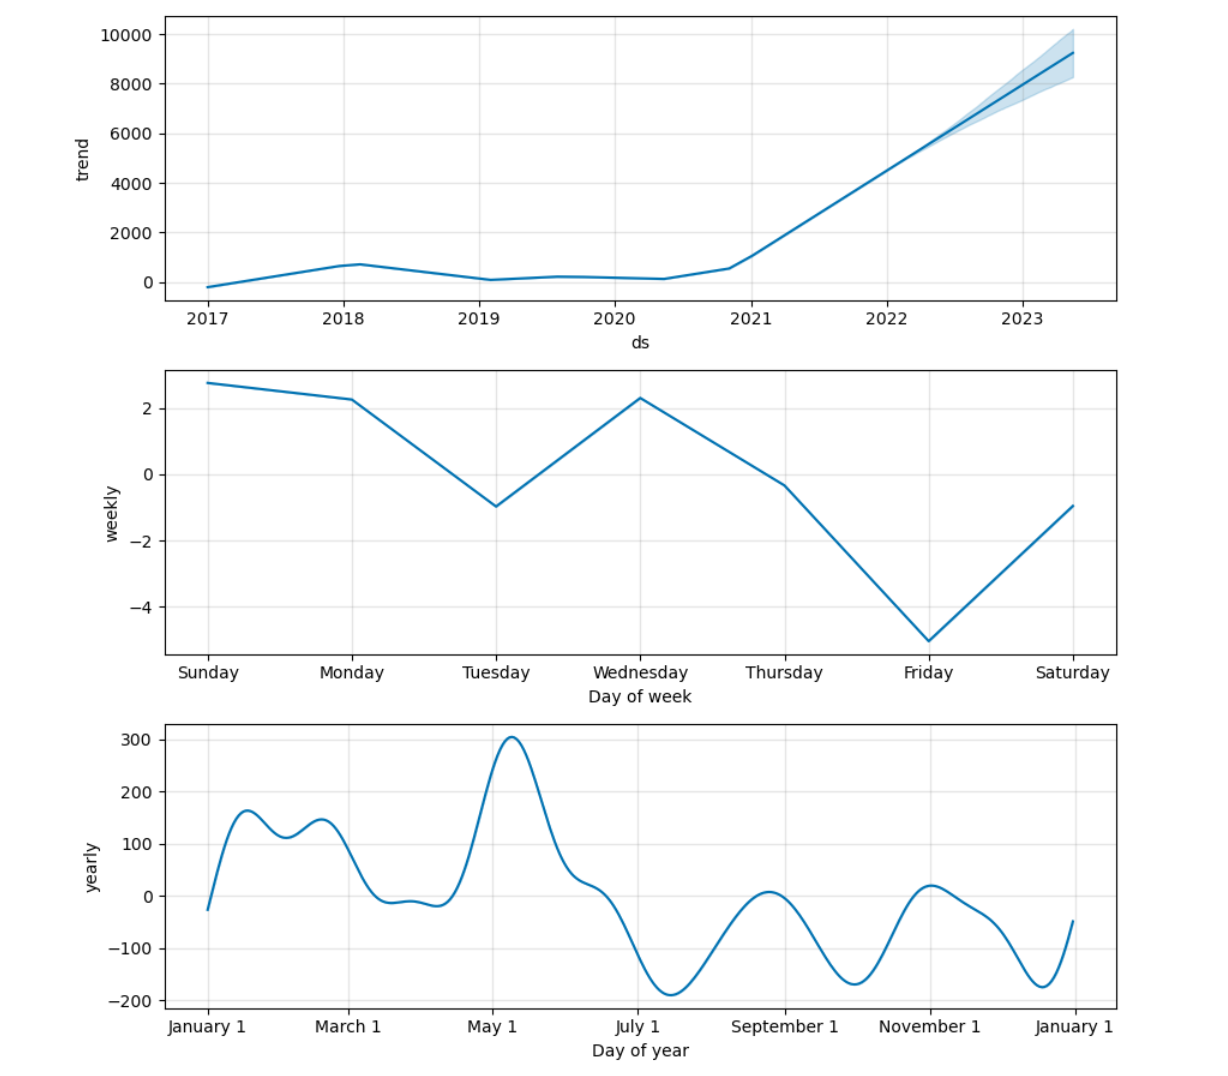 10000
8000
6000
4000
2000
0
trend
2017 2018 2019 2020 2021 2022 2023
ds
2
0
−2
−4
weekly
Sunday Monday Tuesday Wednesday Thursday Friday Saturday
Day of week
300
200
100
0
−100
−200
yearly
January 1 March 1 May 1 July 1 September 1 November 1 January 1
Day of year